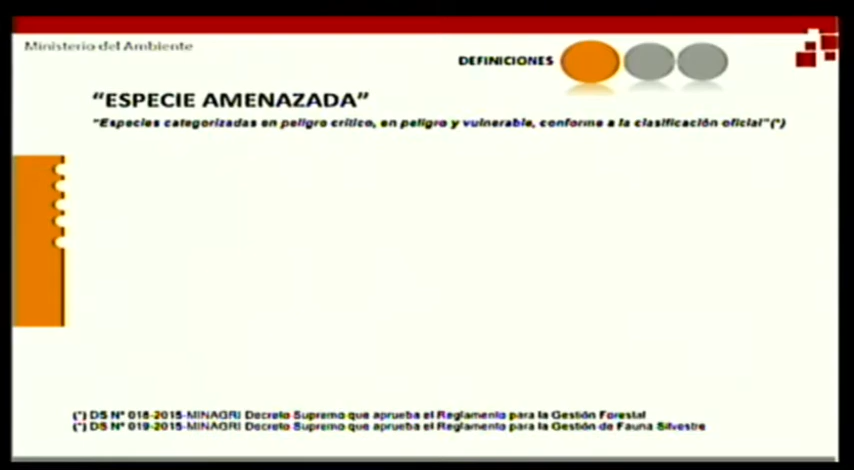 Ministerio del Ambiente
DEFINICIONES
"ESPECIE AMENAZADA"
"Especies categorizadas en peligro crítico, en peligro y vulnerable, conforme a la clasificación oficial"(*)
(*) DS N° 018-2015-MINAGRI Decreto Supremo que aprueba el Reglamento para la Gestión Forestal
(*) DS N° 019-2015-MINAGRI Decreto Supremo que aprueba el Reglamento para la Gestión de Fauna Silvestre